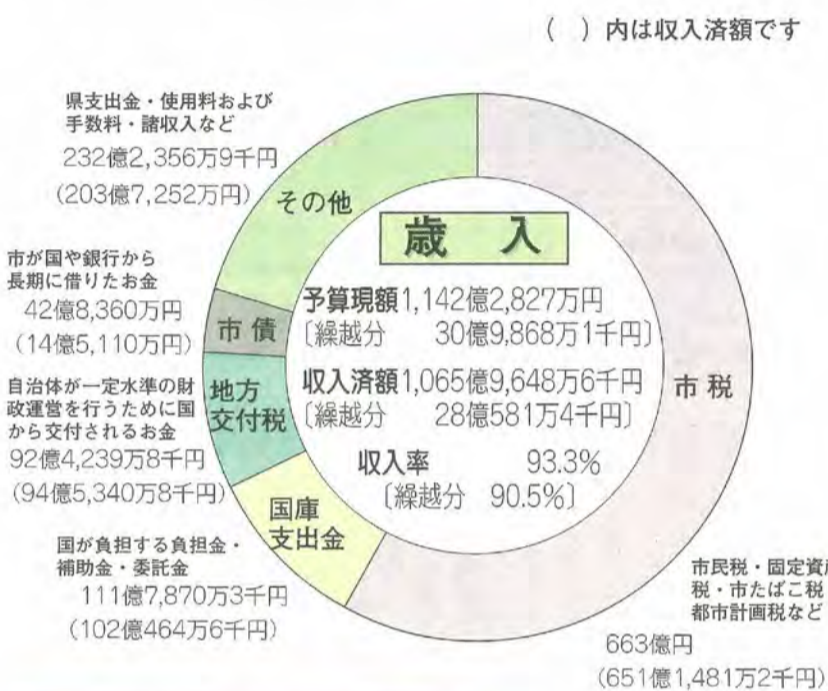 （　）内は収入済額です
県支出金・使用料および
手数料・諸収入など
232億2,356万9千円
（203億7,252万円）
その他
歳　入
予算現額1,142億2,827万円
〔繰越分　30億9,868万1千円〕
収入済額1,065億9,648万6千円
〔繰越分　28億581万4千円〕
収入率　93.3%
〔繰越分　90.5%〕
市が国や銀行から
長期に借りたお金
42億8,360万円
（14億5,110万円）
市債
自治体が一定水準の財
政運営を行うために国
から交付されるお金
92億4,239万8千円
（94億5,340万8千円）
地方
交付税
国が負担する負担金・
補助金・委託金
111億7,870万3千円
（102億464万6千円）
国庫
支出金
市税
市民税・固定資産
税・市たばこ税
都市計画税など
663億円
（651億1,481万2千円）